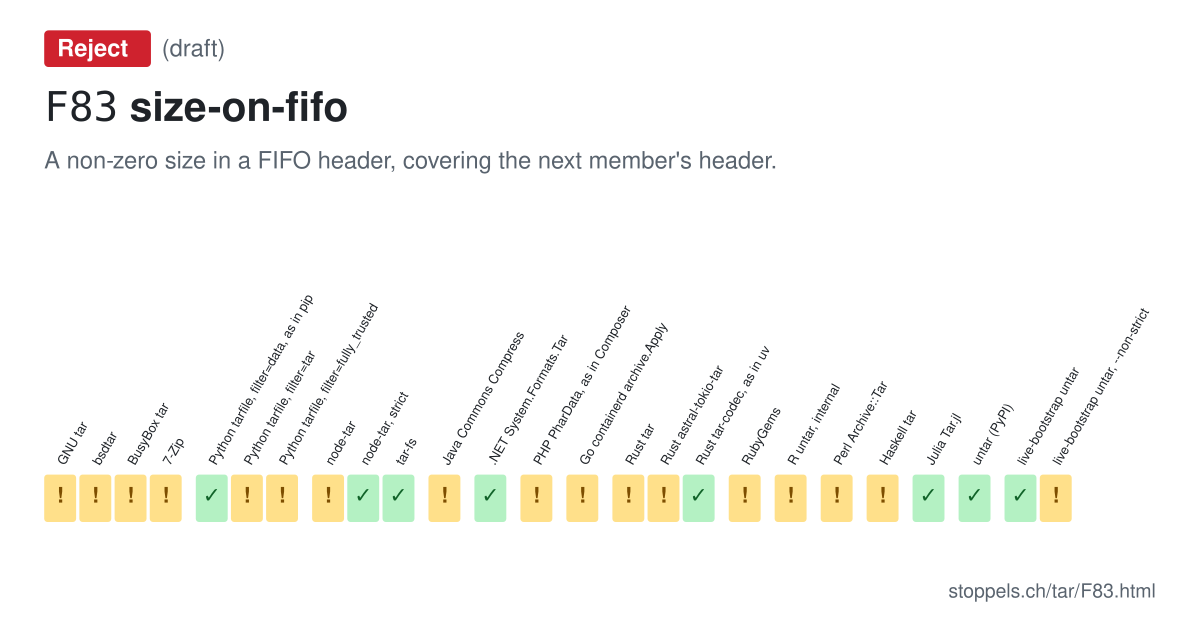 Reject (draft)
F83 size-on-fifo
A non-zero size in a FIFO header, covering the next member's header.
GNU tar
bsdtar
BusyBox tar
7-Zip
Python tarfile, filter=data, as in pip
Python tarfile, filter=tar
Python tarfile, filter=fully_trusted
node-tar
node-tar, strict
tar-fs
Java Commons Compress
.NET System.Formats.Tar
PHP PharData, as in Composer
Go containerd archive.Apply
Rust tar
Rust astral-tokio-tar
Rust tar-codec, as in uv
RubyGems
R untar, internal
Perl Archive::Tar
Haskell tar
Julia Tar.jl
untar (PyPI)
live-bootstrap untar
live-bootstrap untar, --non-strict
! ! ! ! ✓ ! ! ! ✓ ✓ ! ✓ ! ! ! ! ✓ ! ! ! ! ✓ ✓ ✓ !
stoppels.ch/tar/F83.html